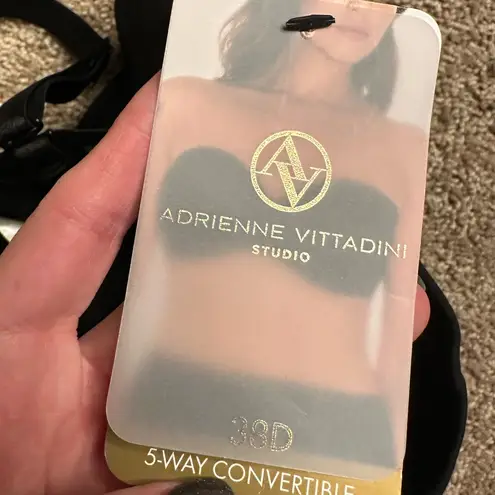 ADRIENNE VITTADINI
STUDIO
38D
5-WAY CONVERTIBLE